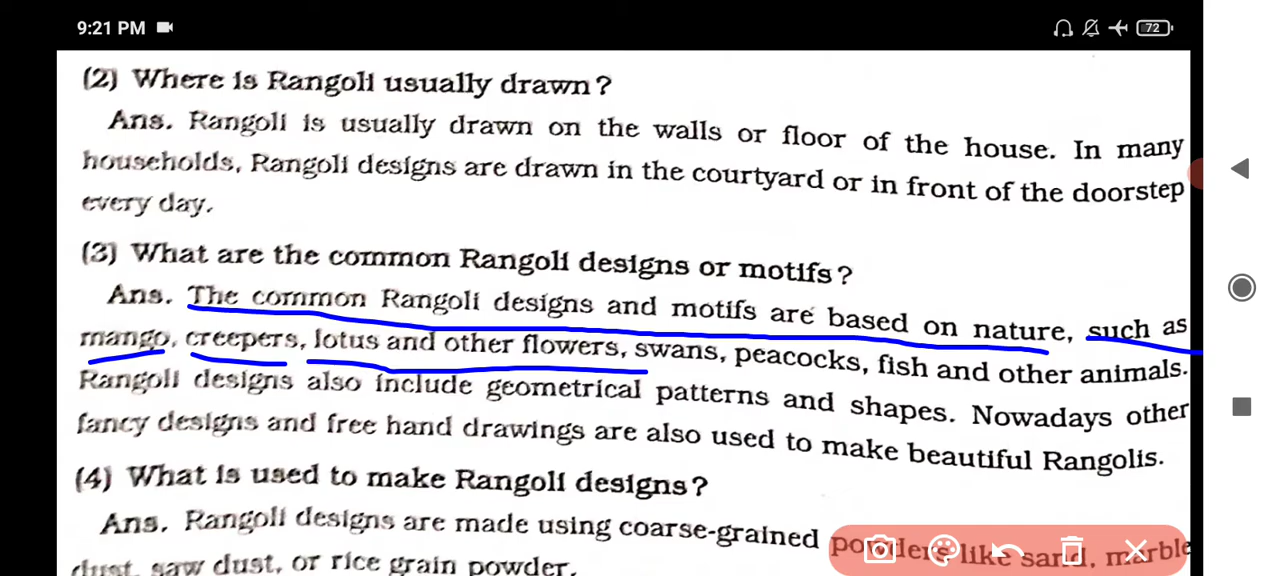 9:21 PM
72
(2) Where is Rangoli usually drawn?
Ans. Rangoli is usually drawn on the walls or floor of the house. In many
households, Rangoli designs are drawn in the courtyard or in front of the doorstep
every day.
(3) What are the common Rangoli designs or motifs?
Ans. The common Rangoli designs and motifs are based on nature, such as
mango, creepers, lotus and other flowers, swans, peacocks, fish and other animals.
Rangoli designs also include geometrical patterns and shapes. Nowadays other
fancy designs and free hand drawings are also used to make beautiful Rangolis.
(4) What is used to make Rangoli designs?
Ans. Rangoli designs are made using coarse-grained powders like sand, marble
dust, saw dust, or rice grain powder.